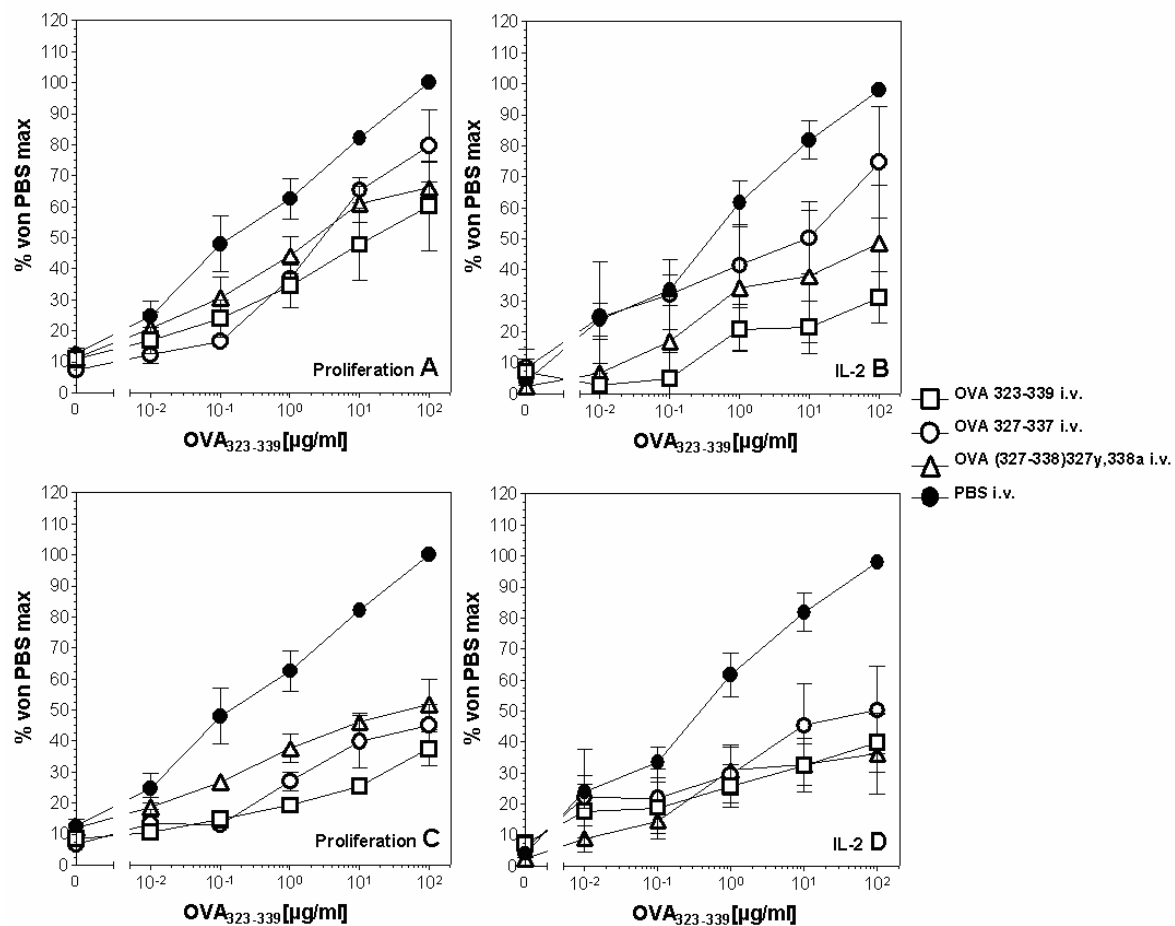 120
110
100
90
80
70
60
50
40
30
20
10
0
% von PBS max
Proliferation A
0 10-2 10-1 100 101 102
OVA323-339[µg/ml]
120
110
100
90
80
70
60
50
40
30
20
10
0
% von PBS max
IL-2 B
0 10-2 10-1 100 101 102
OVA323-339[µg/ml]
OVA 323-339 i.v.
OVA 327-337 i.v.
OVA (327-338)327y,338a i.v.
PBS i.v.
120
110
100
90
80
70
60
50
40
30
20
10
0
% von PBS max
Proliferation C
0 10-2 10-1 100 101 102
OVA323-339[µg/ml]
120
110
100
90
80
70
60
50
40
30
20
10
0
% von PBS max
IL-2 D
0 10-2 10-1 100 101 102
OVA323-339[µg/ml]